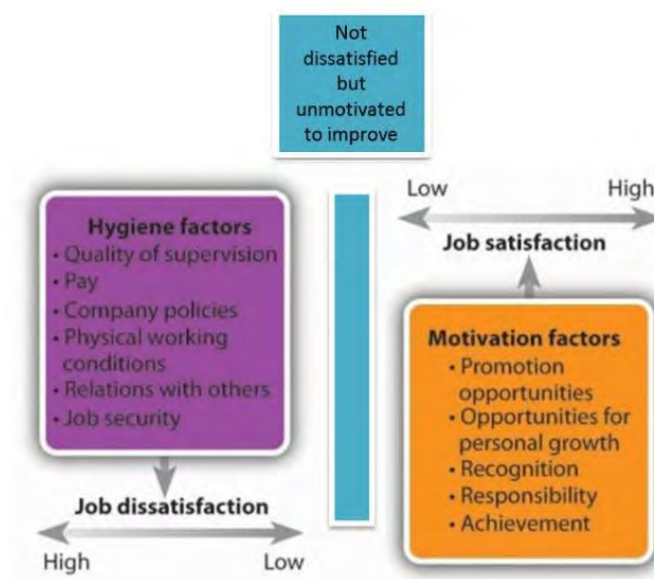 Not
dissatisfied
but
unmotivated
to improve
Hygiene factors
• Quality of supervision
• Pay
• Company policies
• Physical working
conditions
• Relations with others
• Job security
Job dissatisfaction
High Low
Low High
Job satisfaction
Motivation factors
• Promotion
opportunities
• Opportunities for
personal growth
• Recognition
• Responsibility
• Achievement